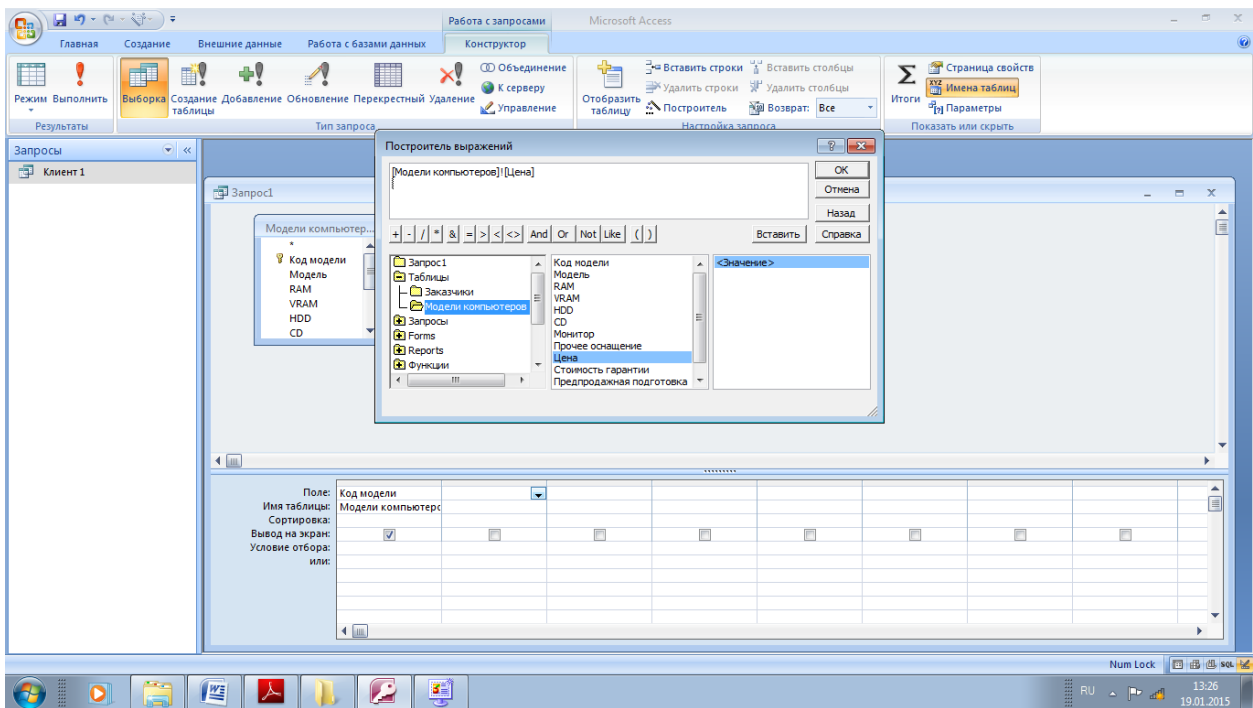 Работа с запросами
Microsoft Access
Главная
Создание
Внешние данные
Работа с базами данных
Конструктор
Режим
Выполнить
Выборка
Создание таблицы
Добавление
Обновление
Перекрестный
Удаление
Объединение
К серверу
Управление
Отобразить таблицу
Вставить строки
Удалить строки
Построитель
Вставить столбцы
Удалить столбцы
Возврат: Все
Итоги
Страница свойств
Имена таблиц
Параметры
Результаты
Тип запроса
Настройка запроса
Показать или скрыть
Запросы
Клиент 1
Запрос1
Модели компьютер...
*
Код модели
Модель
RAM
VRAM
HDD
CD
Построитель выражений
[Модели компьютеров]![Цена]
OK
Отмена
Назад
+ - / * & = > < <> And Or Not Like ( )
Вставить
Справка
Запрос1
Таблицы
Заказчики
Модели компьютеров
Запросы
Forms
Reports
Функции
Код модели
Модель
RAM
VRAM
HDD
CD
Монитор
Прочее оснащение
Цена
Стоимость гарантии
Предпродажная подготовка
<Значение>
Поле: Код модели
Имя таблицы: Модели компьютерс
Сортировка:
Вывод на экран:
Условие отбора:
или:
Num Lock
SQL
RU
13:26
19.01.2015